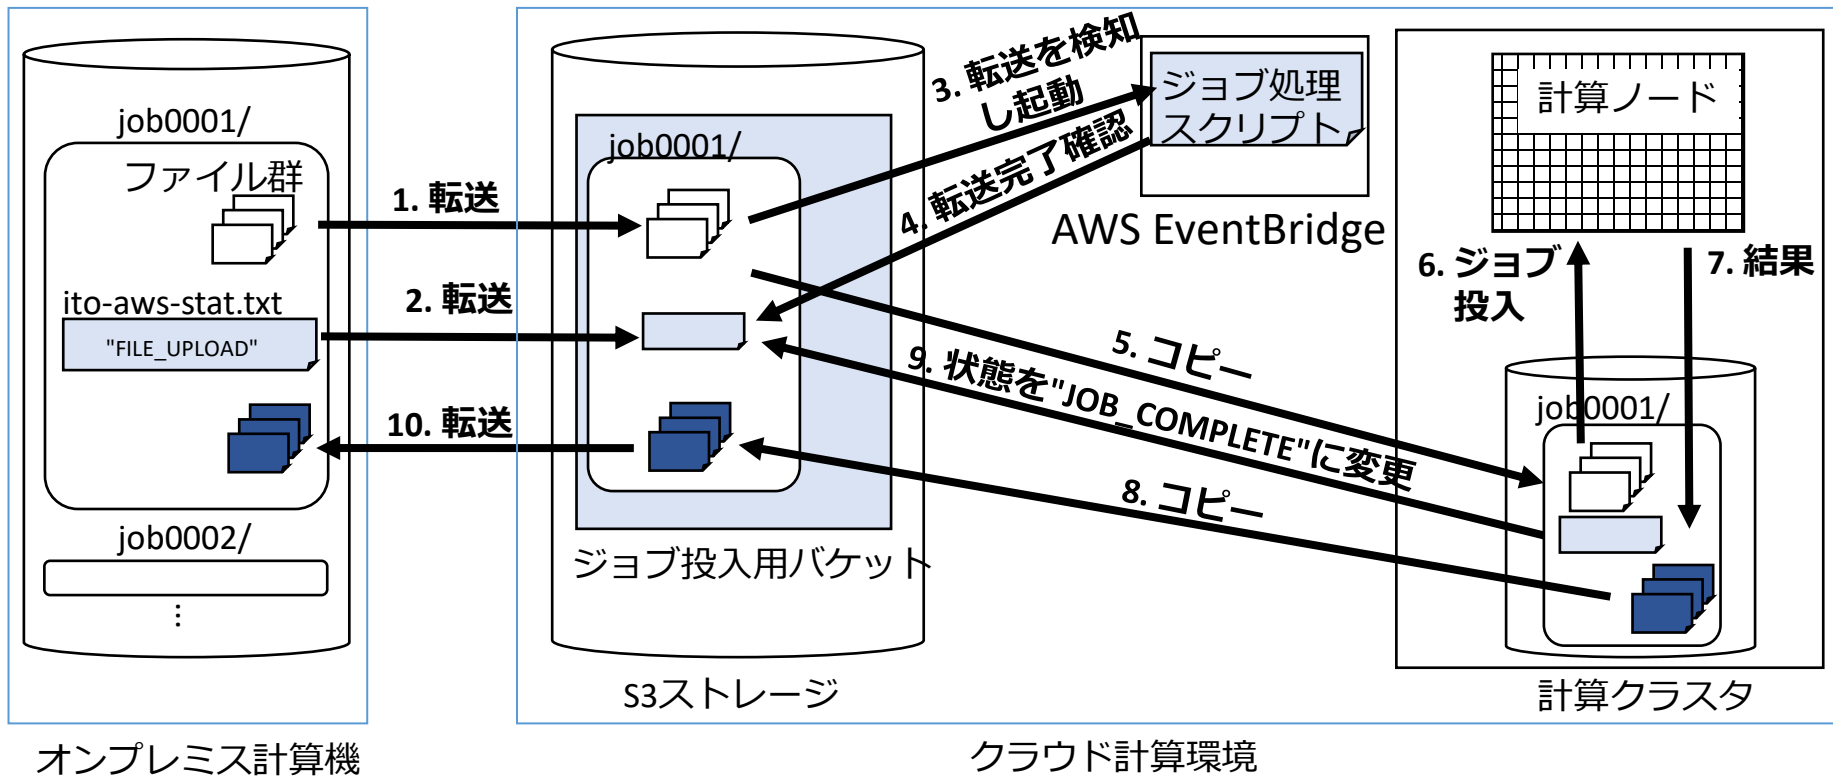 job0001/
ファイル群
ito-aws-stat.txt
"FILE_UPLOAD"
job0002/
⋮
オンプレミス計算機
1. 転送
2. 転送
10. 転送
job0001/
ジョブ投入用バケット
S3ストレージ
3. 転送を検知
し起動
4. 転送完了確認
ジョブ処理
スクリプト
AWS EventBridge
5. コピー
9. 状態を"JOB_COMPLETE"に変更
8. コピー
計算ノード
6. ジョブ
投入
7. 結果
job0001/
計算クラスタ
クラウド計算環境